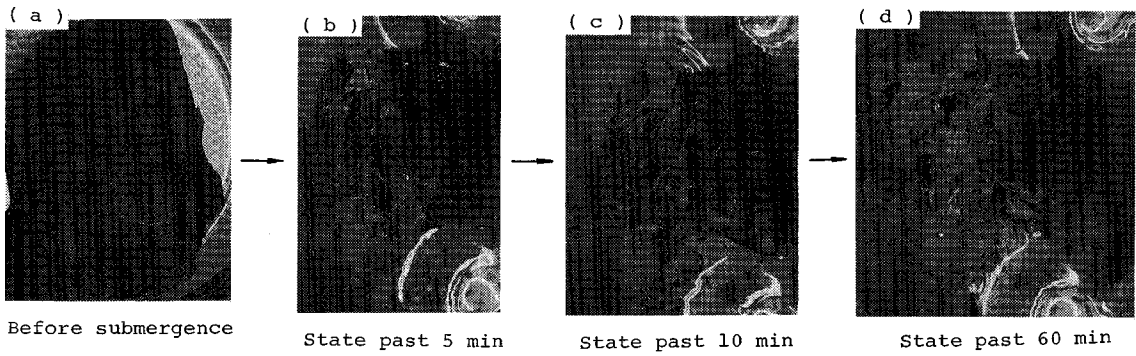 ( a )
( b )
( c )
( d )
Before submergence
State past 5 min
State past 10 min
State past 60 min